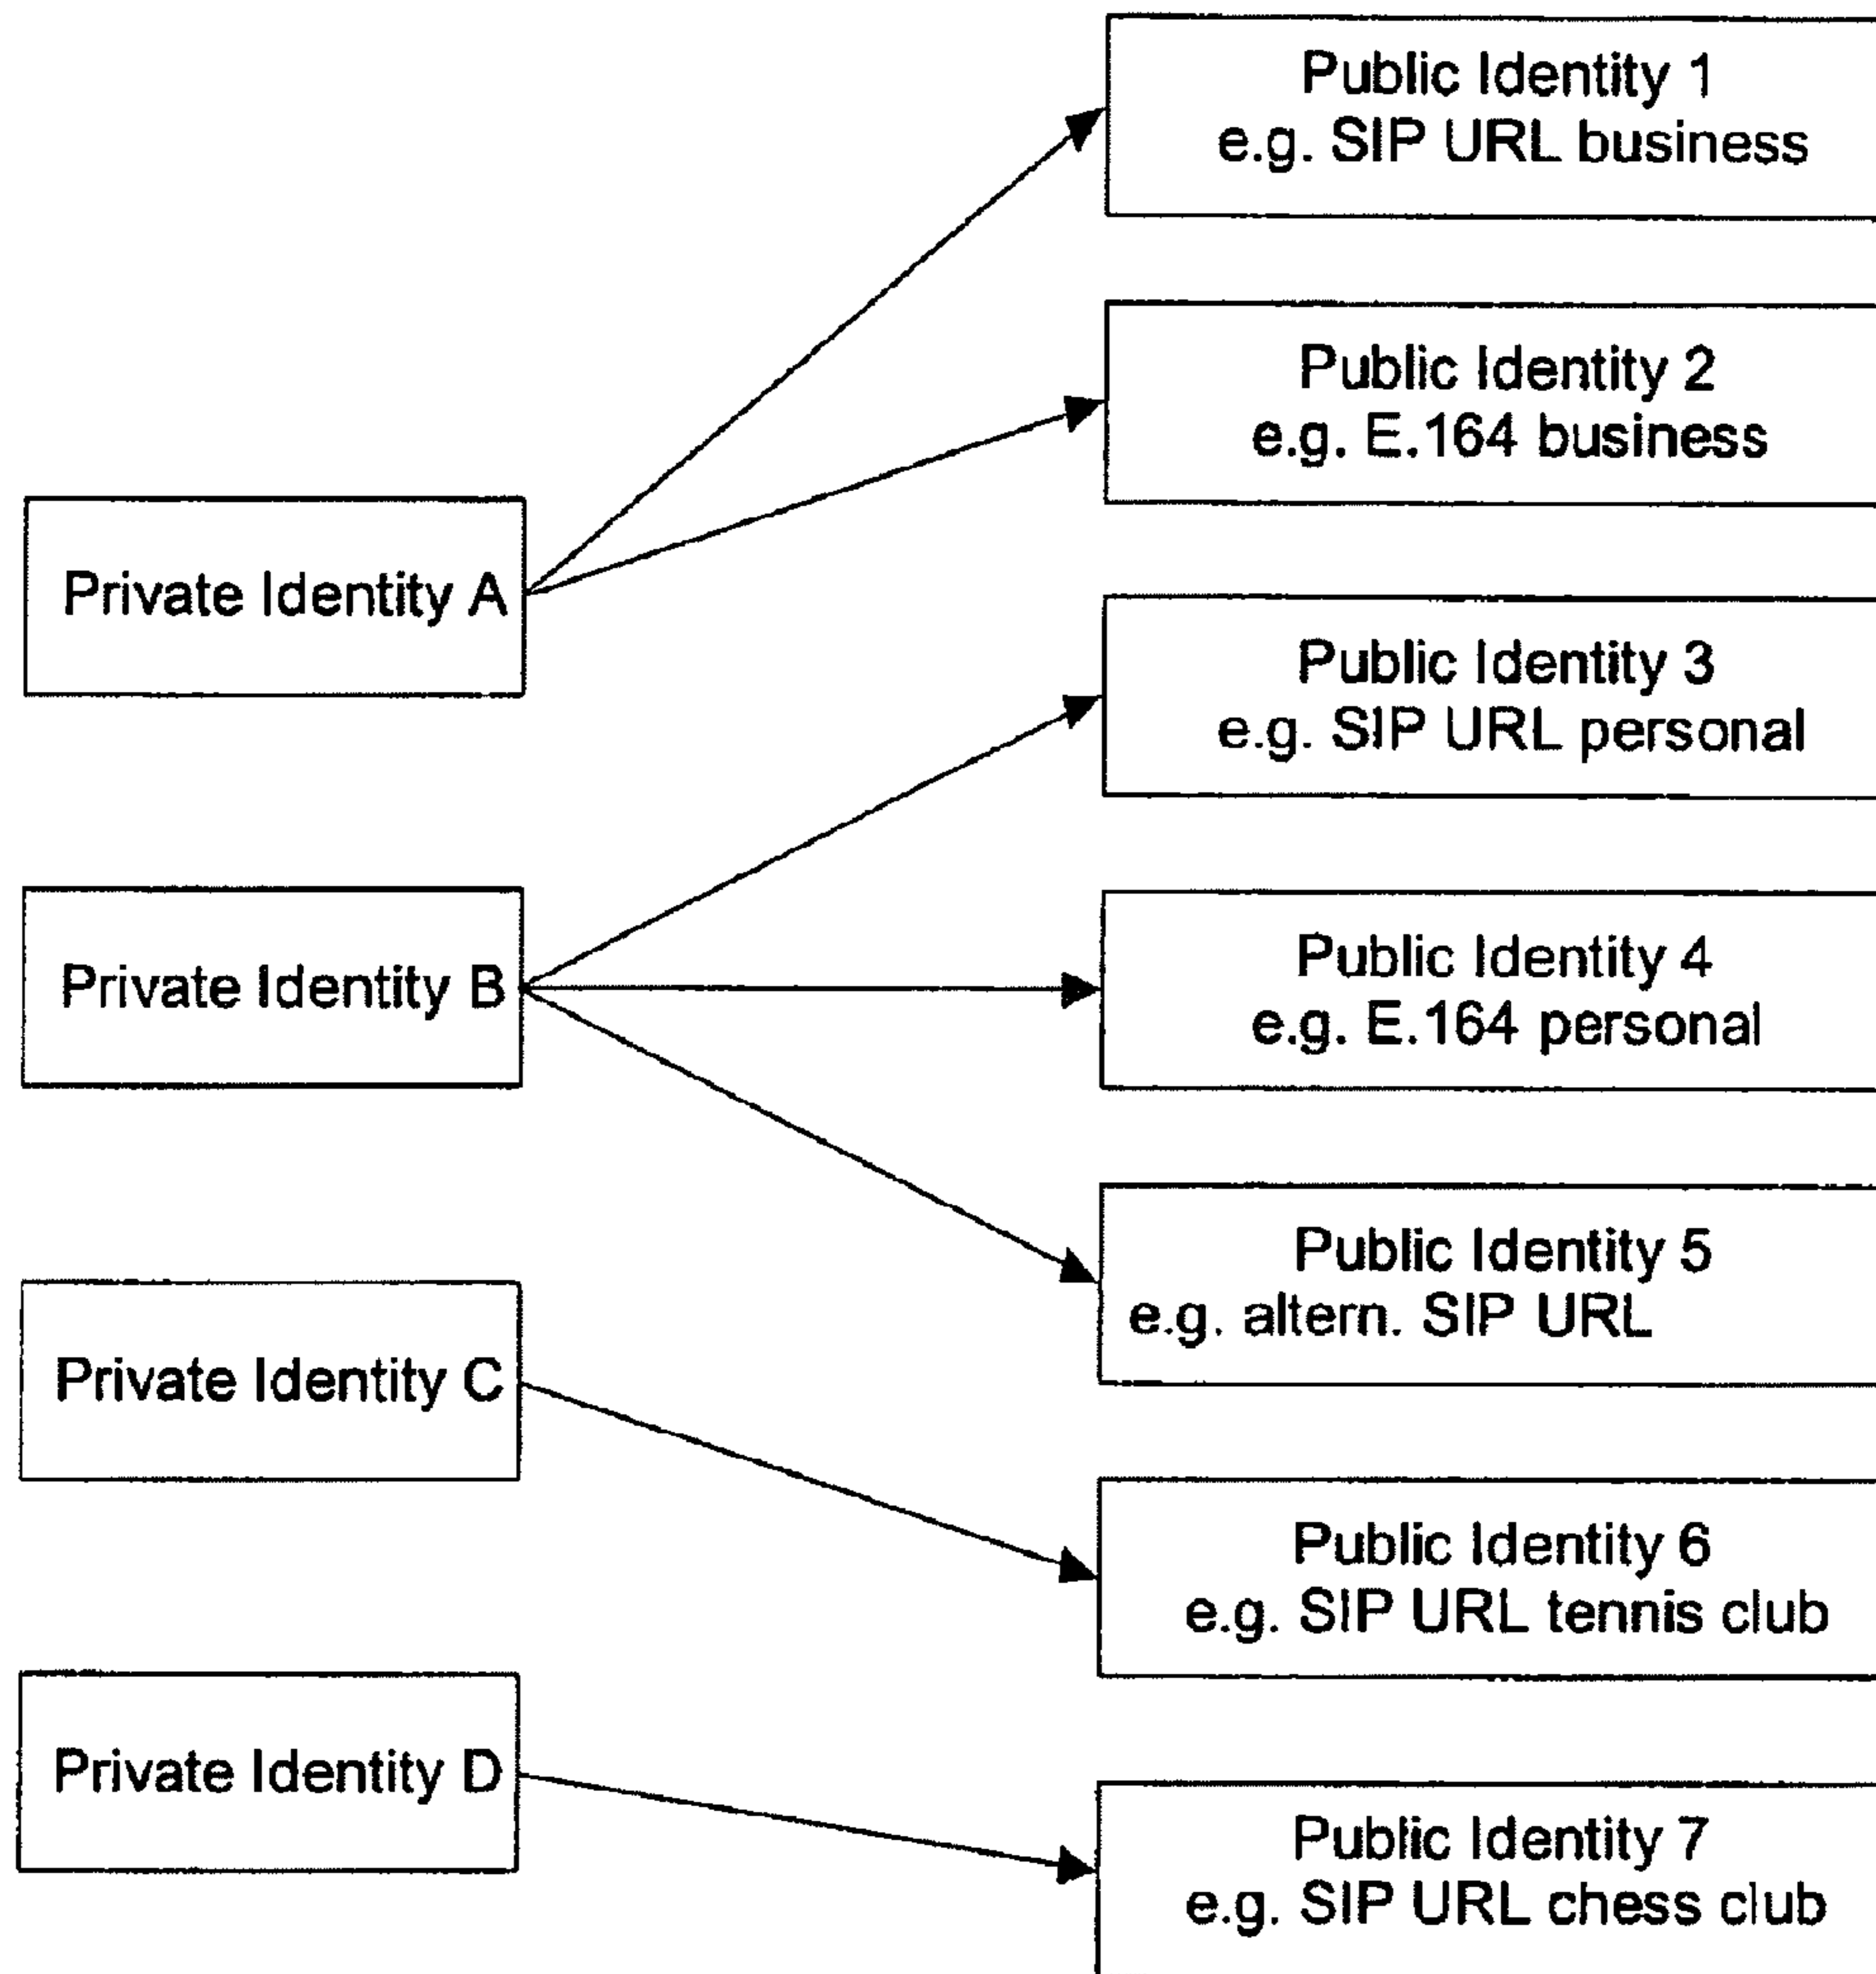 Public Identity 1
e.g. SIP URL business
Public Identity 2
e.g. E.164 business
Private Identity A
Public Identity 3
e.g. SIP URL personal
Private Identity B
Public Identity 4
e.g. E.164 personal
Public Identity 5
e.g. altern. SIP URL
Private Identity C
Public Identity 6
e.g. SIP URL tennis club
Private Identity D
Public Identity 7
e.g. SIP URL chess club